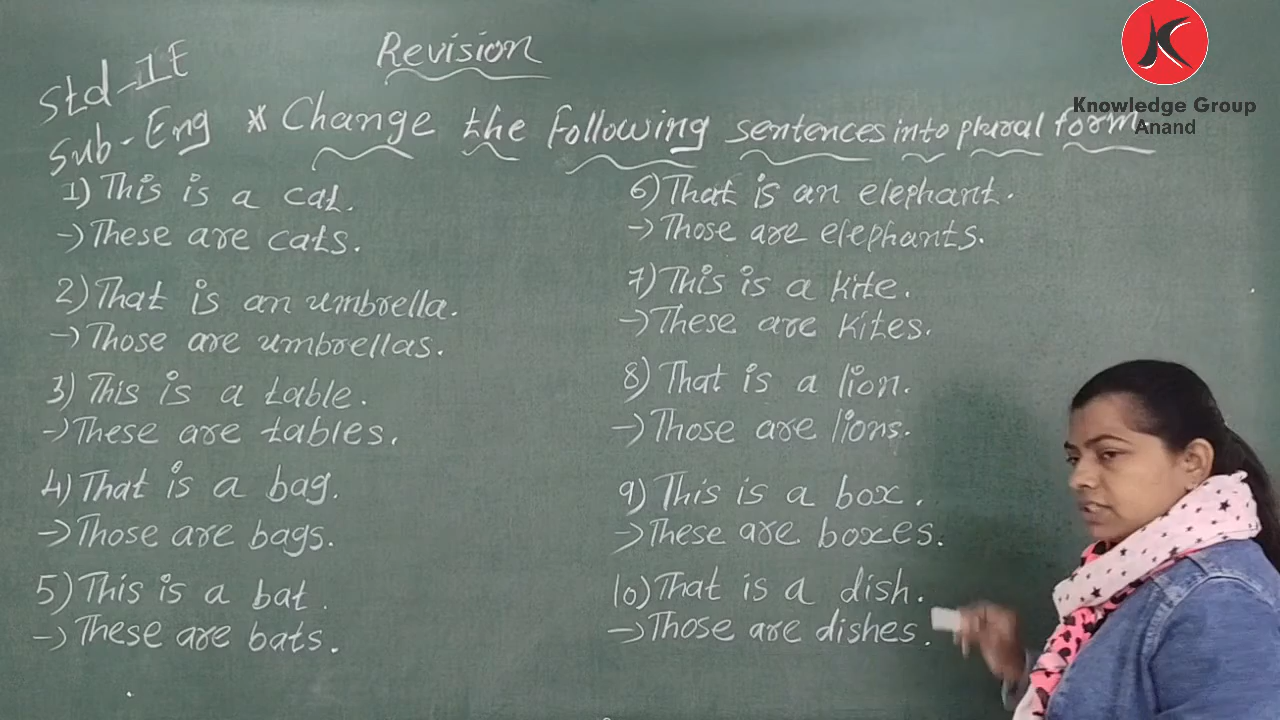 Revision
Std-1E
Sub-Eng * Change the following sentences into plural form.
1) This is a cat.
→ These are cats.
2) That is an umbrella.
→ Those are umbrellas.
3) This is a table.
→ These are tables.
4) That is a bag.
→ Those are bags.
5) This is a bat.
→ These are bats.
6) That is an elephant.
→ Those are elephants.
7) This is a kite.
→ These are kites.
8) That is a lion.
→ Those are lions.
9) This is a box.
→ These are boxes.
10) That is a dish.
→ Those are dishes.
K
Knowledge Group
Anand